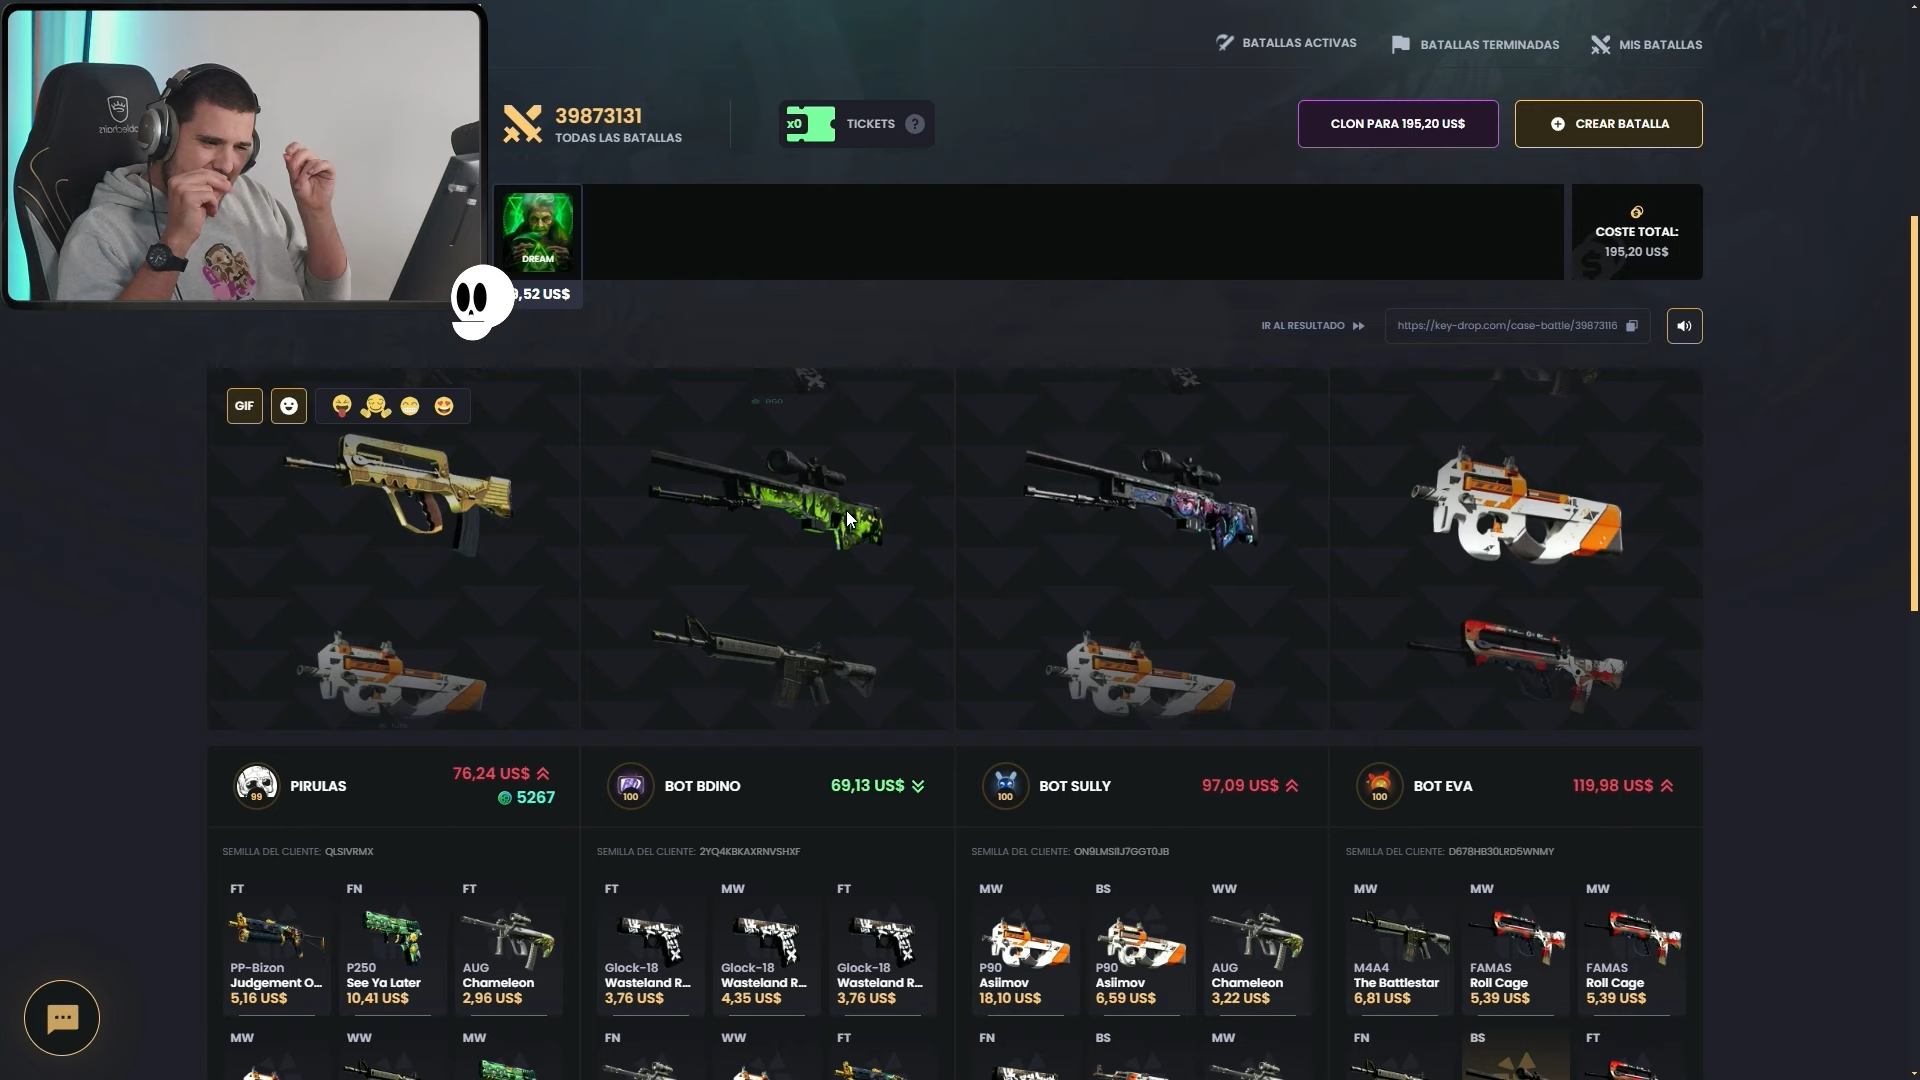 BATALLAS ACTIVAS
BATALLAS TERMINADAS
MIS BATALLAS
39873131
TODAS LAS BATALLAS
x0
TICKETS
?
CLON PARA 195,20 US$
CREAR BATALLA
DREAM
9,52 US$
COSTE TOTAL:
195,20 US$
IR AL RESULTADO
https://key-drop.com/case-battle/39873116
GIF
99
PIRULAS
76,24 US$
5267
100
BOT BDINO
69,13 US$
100
BOT SULLY
97,09 US$
100
BOT EVA
119,98 US$
SEMILLA DEL CLIENTE: QLSIVRMX
SEMILLA DEL CLIENTE: 2YQ4KBKAXRNVSHXF
SEMILLA DEL CLIENTE: D678HB30LRD5WNMY
FT
PP-Bizon
Judgement O...
5,16 US$
FN
P250
See Ya Later
10,41 US$
FT
AUG
Chameleon
2,96 US$
FT
Glock-18
Wasteland R...
3,76 US$
MW
Glock-18
Wasteland R...
4,35 US$
FT
Glock-18
Wasteland R...
3,76 US$
MW
P90
Asiimov
18,10 US$
BS
P90
Asiimov
6,59 US$
WW
AUG
Chameleon
3,22 US$
MW
M4A4
The Battlestar
6,81 US$
MW
FAMAS
Roll Cage
5,39 US$
MW
FAMAS
Roll Cage
5,39 US$
MW
WW
MW
FN
WW
FT
FN
BS
MW
FN
BS
FT